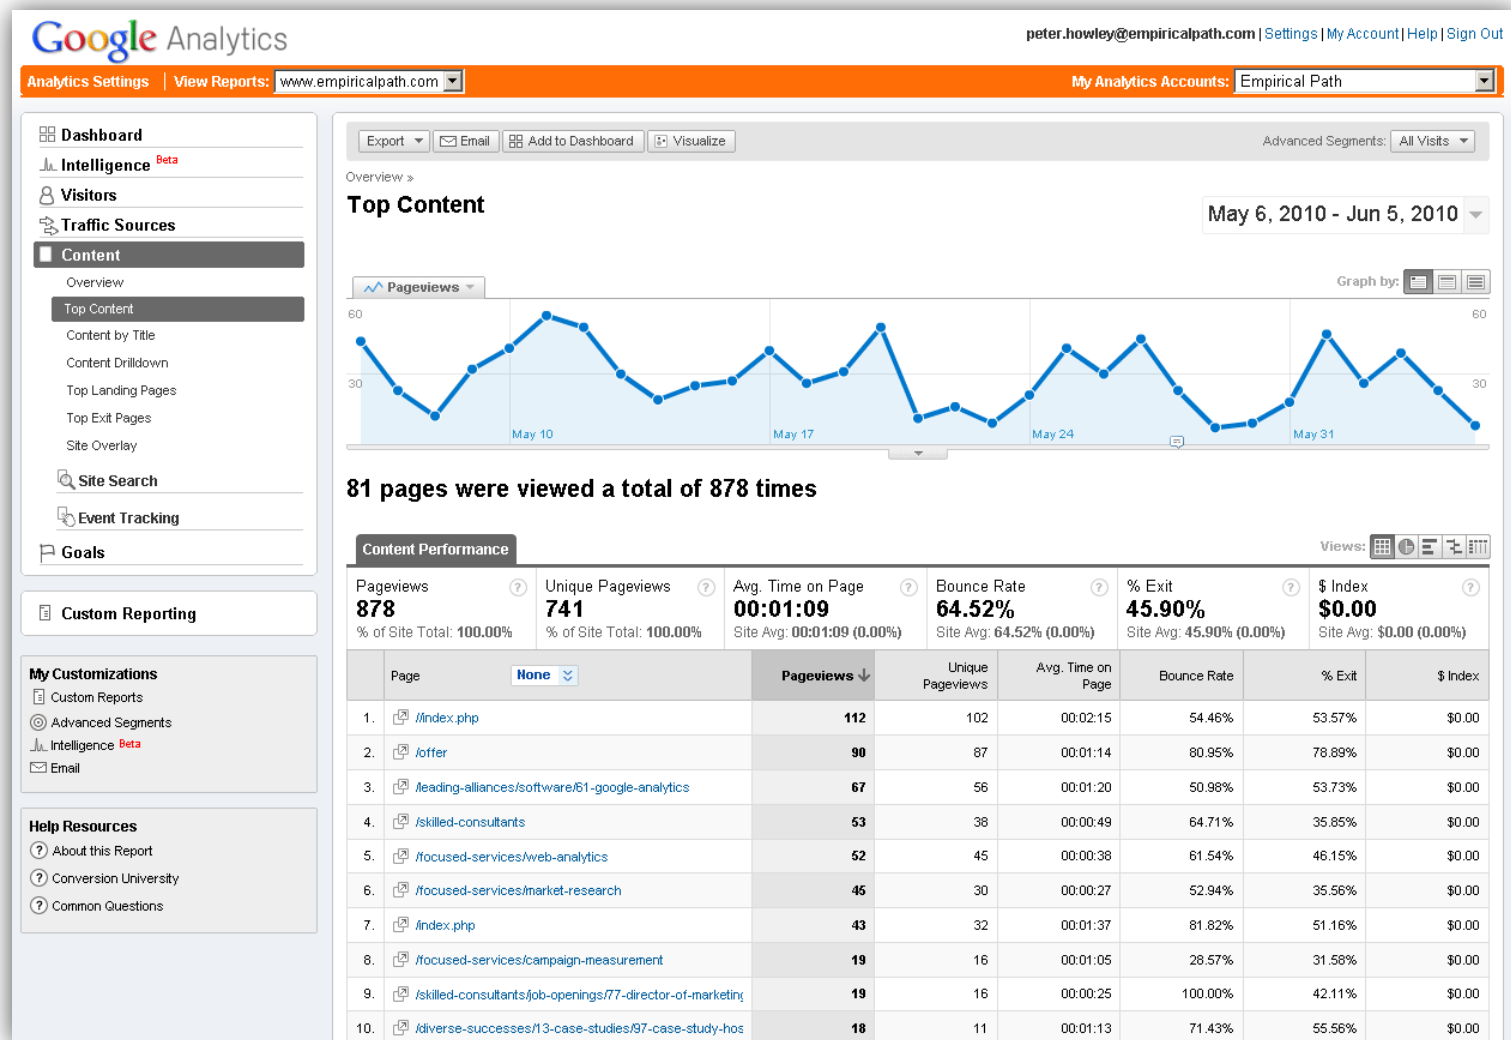 Google Analytics
peter.howley@empiricalpath.com | Settings | My Account | Help | Sign Out
Analytics Settings | View Reports: www.empiricalpath.com
My Analytics Accounts: Empirical Path
Dashboard
Intelligence Beta
Visitors
Traffic Sources
Content
Overview
Top Content
Content by Title
Content Drilldown
Top Landing Pages
Top Exit Pages
Site Overlay
Site Search
Event Tracking
Goals
Custom Reporting
My Customizations
Custom Reports
Advanced Segments
Intelligence Beta
Email
Help Resources
About this Report
Conversion University
Common Questions
Export Email Add to Dashboard Visualize
Advanced Segments: All Visits
Overview »
Top Content
May 6, 2010 - Jun 5, 2010
Pageviews
Graph by:
60 60
30 30
May 10 May 17 May 24 May 31
81 pages were viewed a total of 878 times
Content Performance
Views:
Pageviews ? Unique Pageviews ? Avg. Time on Page ? Bounce Rate ? % Exit ? $ Index ?
878 741 00:01:09 64.52% 45.90% $0.00
% of Site Total: 100.00% % of Site Total: 100.00% Site Avg: 00:01:09 (0.00%) Site Avg: 64.52% (0.00%) Site Avg: 45.90% (0.00%) Site Avg: $0.00 (0.00%)
Page None Pageviews Unique Pageviews Avg. Time on Page Bounce Rate % Exit $ Index
1. //index.php 112 102 00:02:15 54.46% 53.57% $0.00
2. /offer 90 87 00:01:14 80.95% 78.89% $0.00
3. /leading-alliances/software/61-google-analytics 67 56 00:01:20 50.98% 53.73% $0.00
4. /skilled-consultants 53 38 00:00:49 64.71% 35.85% $0.00
5. /focused-services/web-analytics 52 45 00:00:38 61.54% 46.15% $0.00
6. /focused-services/market-research 45 30 00:00:27 52.94% 35.56% $0.00
7. /index.php 43 32 00:01:37 81.82% 51.16% $0.00
8. /focused-services/campaign-measurement 19 16 00:01:05 28.57% 31.58% $0.00
9. /skilled-consultants/job-openings/77-director-of-marketing 19 16 00:00:25 100.00% 42.11% $0.00
10. /diverse-successes/13-case-studies/97-case-study-hos 18 11 00:01:13 71.43% 55.56% $0.00